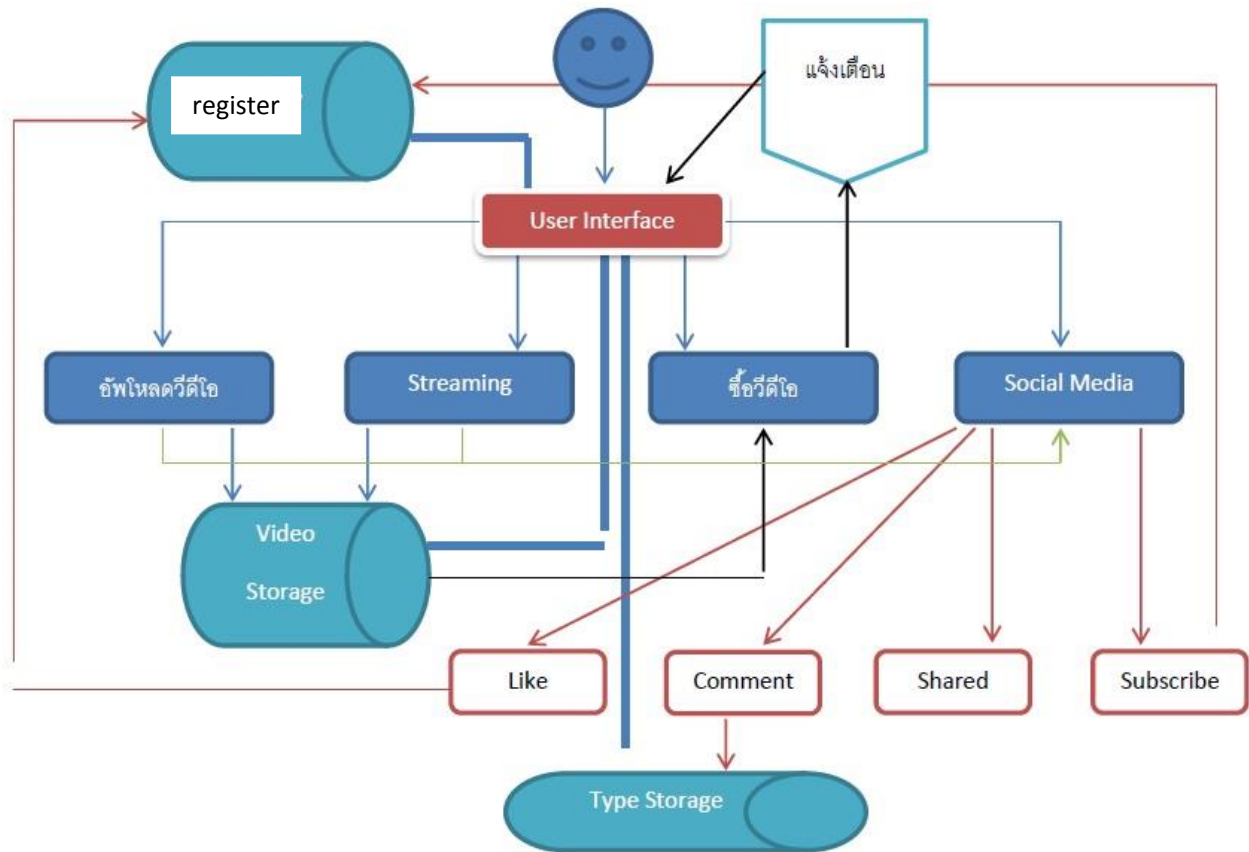 register
แจ้งเตือน
User Interface
อัพโหลดวีดีโอ
Streaming
ซื้อวีดีโอ
Social Media
Video
Storage
Like
Comment
Shared
Subscribe
Type Storage